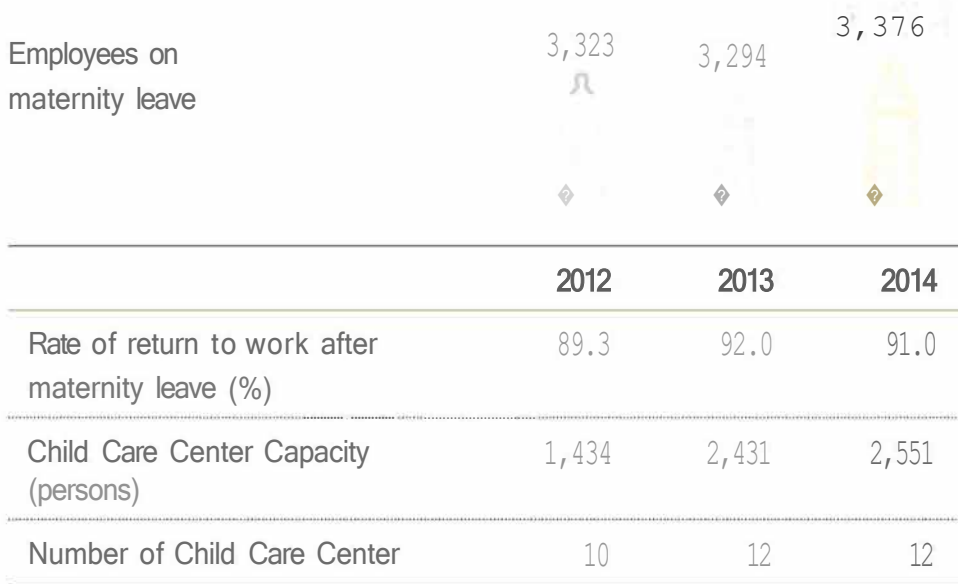 3,376
Employees on 3,323 3,294
maternity leave
2012 2013 2014
Rate of return to work after 89.3 92.0 91.0
maternity leave (%)
Child Care Center Capacity 1,434 2,431 2,551
(persons)
Number of Child Care Center 10 12 12